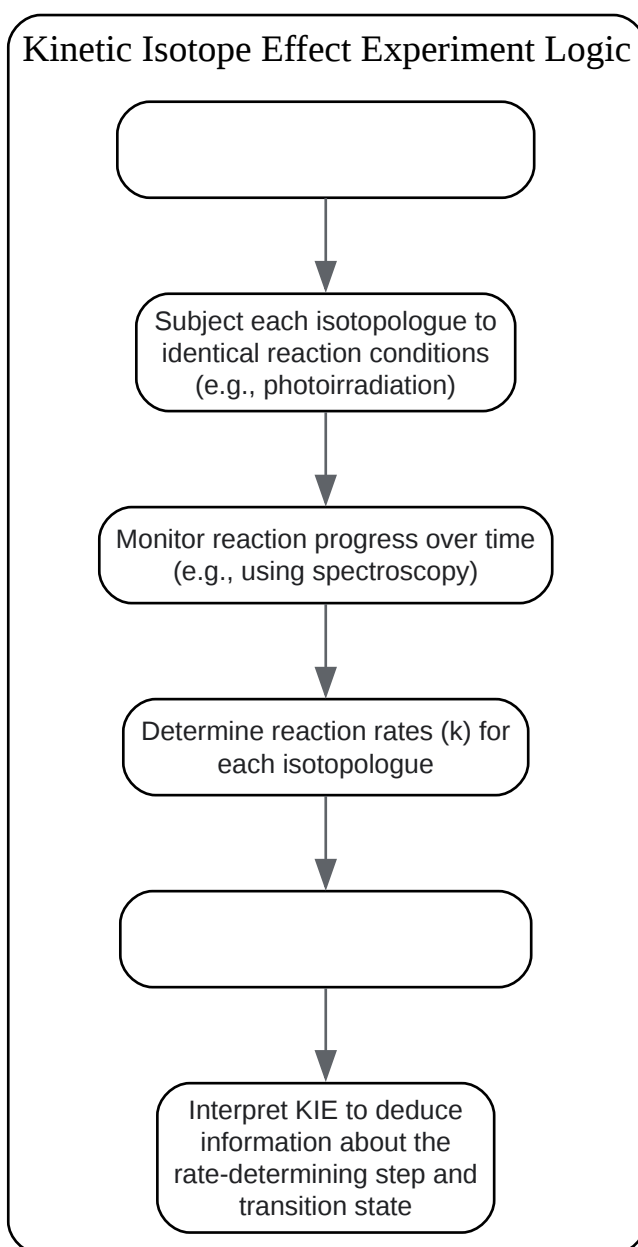 Kinetic Isotope Effect Experiment Logic
Subject each isotopologue to
identical reaction conditions
(e.g., photoirradiation)
Monitor reaction progress over time
(e.g., using spectroscopy)
Determine reaction rates (k) for
each isotopologue
Interpret KIE to deduce
information about the
rate-determining step and
transition state